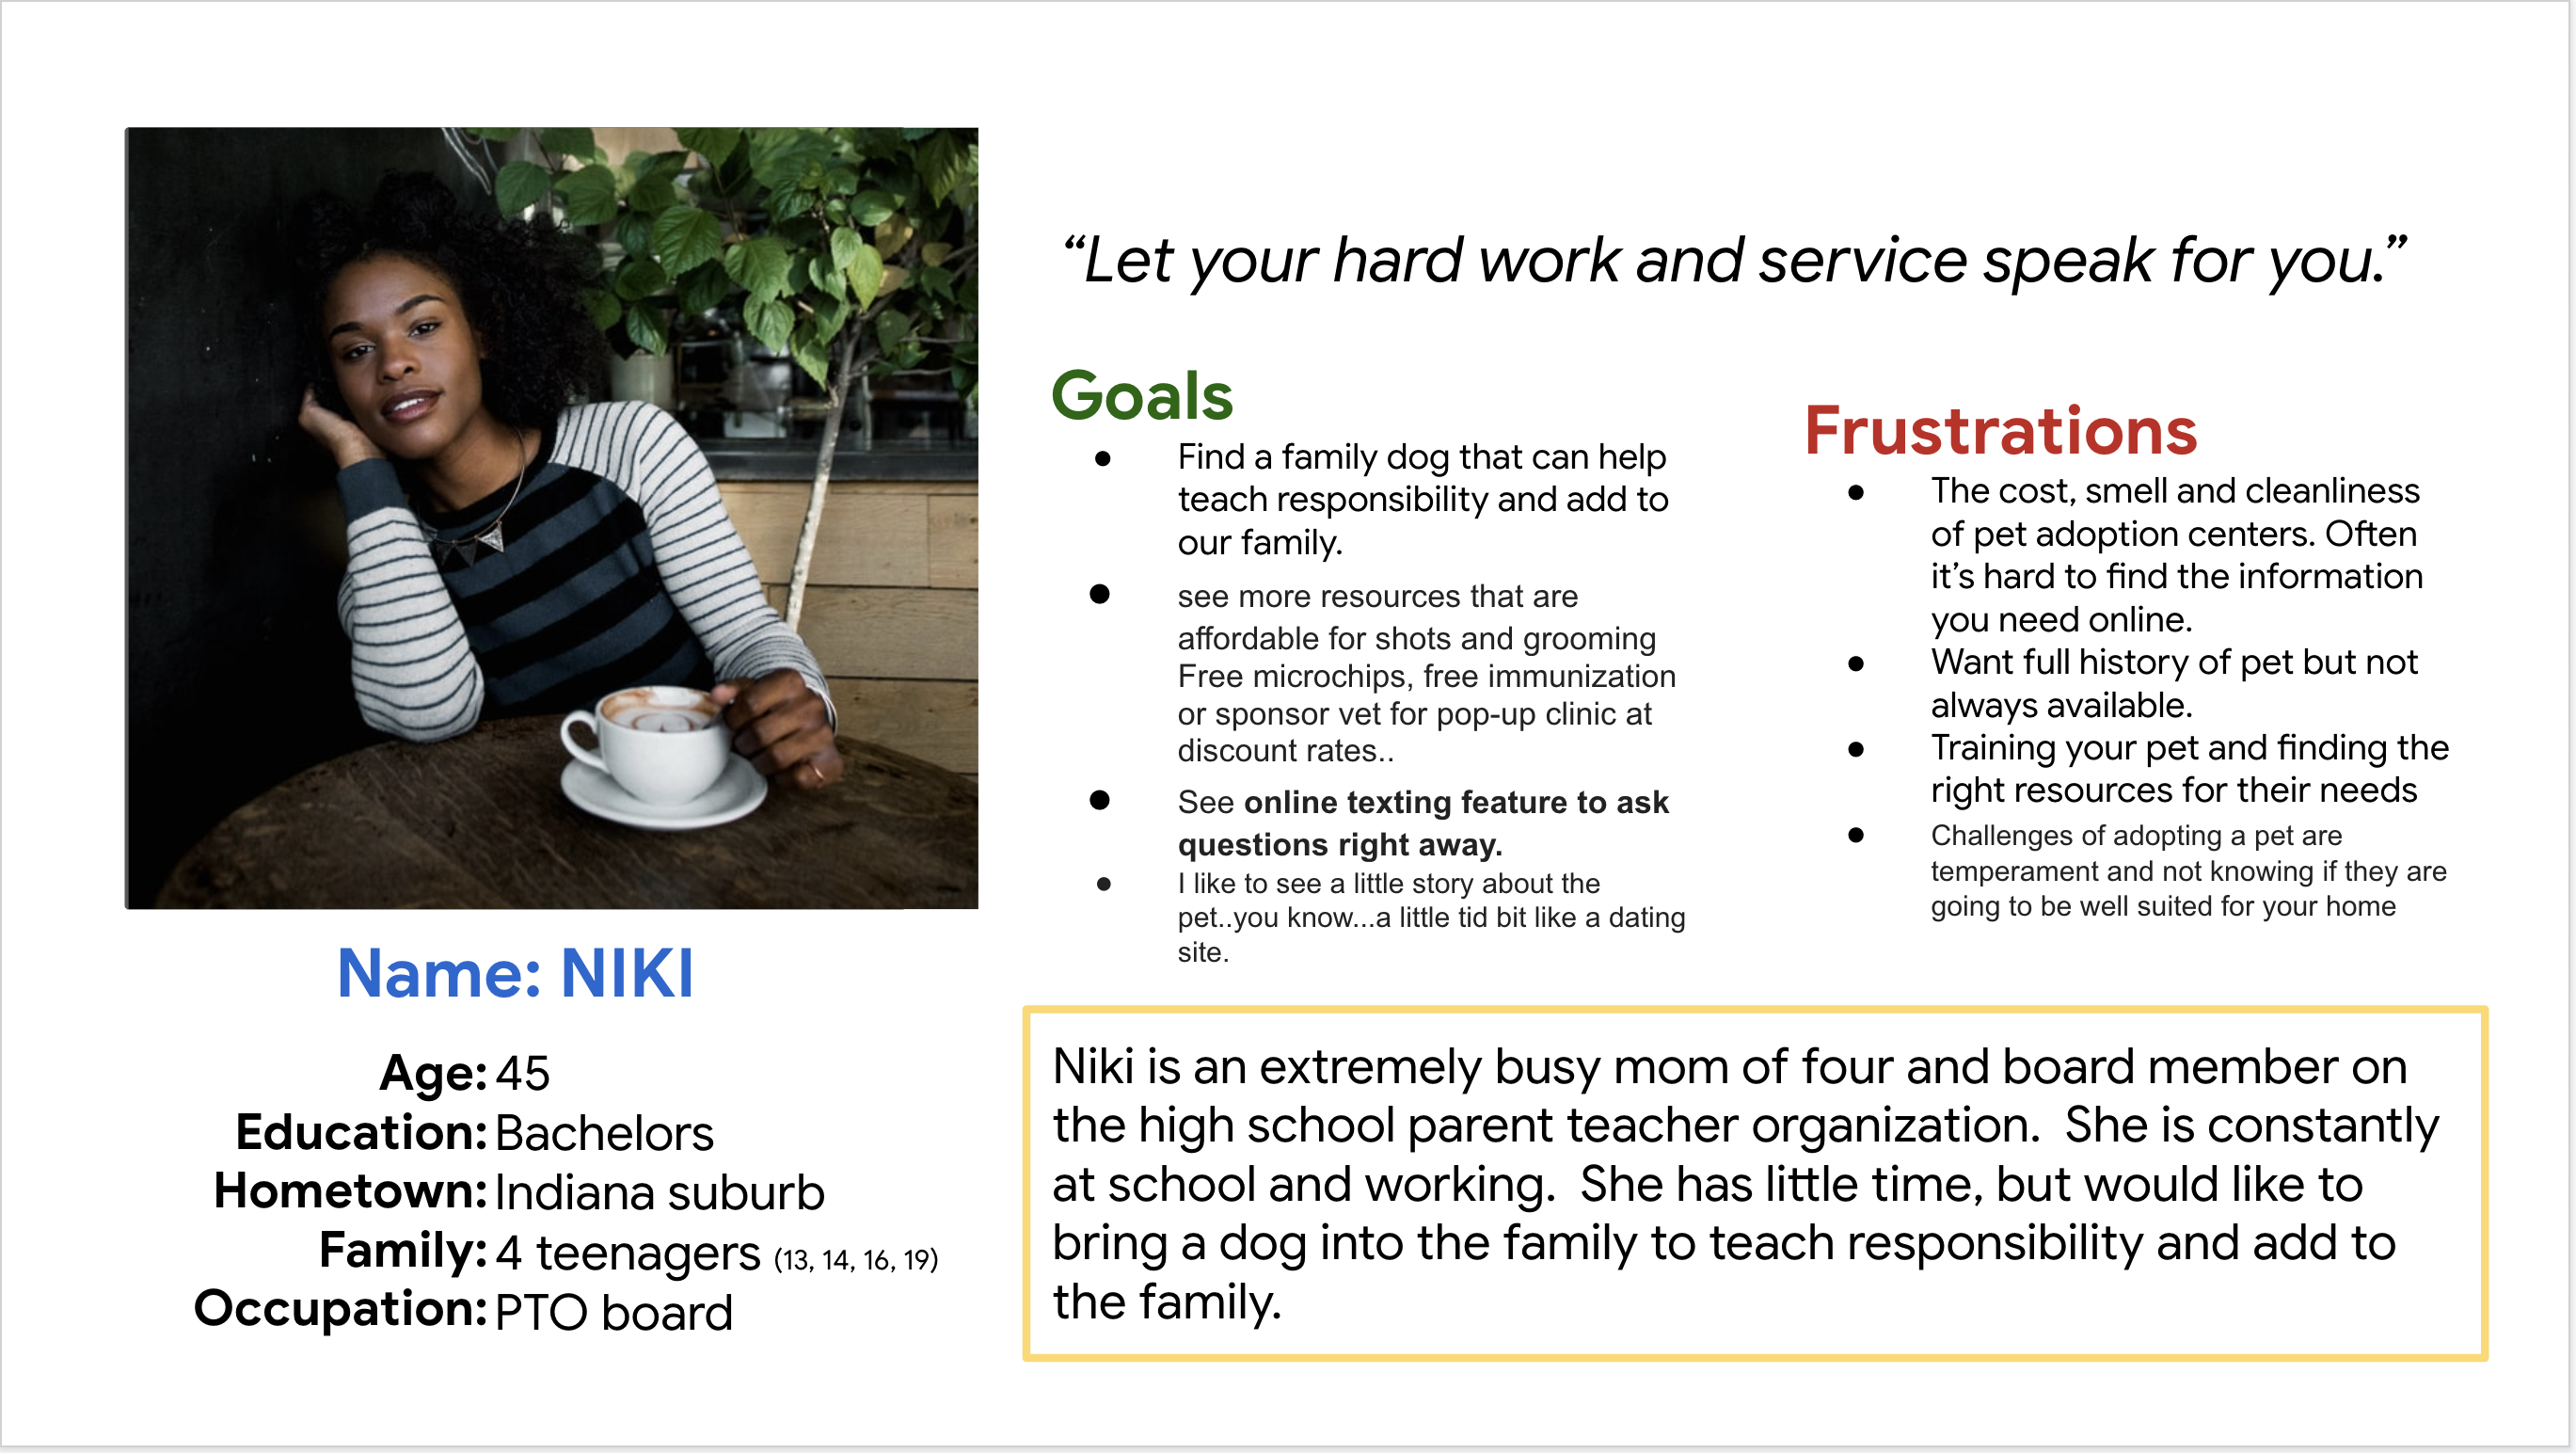 “Let your hard work and service speak for you.”
Goals
● Find a family dog that can help
teach responsibility and add to
our family.
● see more resources that are
affordable for shots and grooming
Free microchips, free immunization
or sponsor vet for pop-up clinic at
discount rates..
● See online texting feature to ask
questions right away.
● I like to see a little story about the
pet..you know...a little tid bit like a dating
site.
Frustrations
● The cost, smell and cleanliness
of pet adoption centers. Often
it’s hard to find the information
you need online.
● Want full history of pet but not
always available.
● Training your pet and finding the
right resources for their needs
● Challenges of adopting a pet are
temperament and not knowing if they are
going to be well suited for your home
Name: NIKI
Age: 45
Education: Bachelors
Hometown: Indiana suburb
Family: 4 teenagers (13, 14, 16, 19)
Occupation: PTO board
Niki is an extremely busy mom of four and board member on
the high school parent teacher organization.  She is constantly
at school and working.  She has little time, but would like to
bring a dog into the family to teach responsibility and add to
the family.